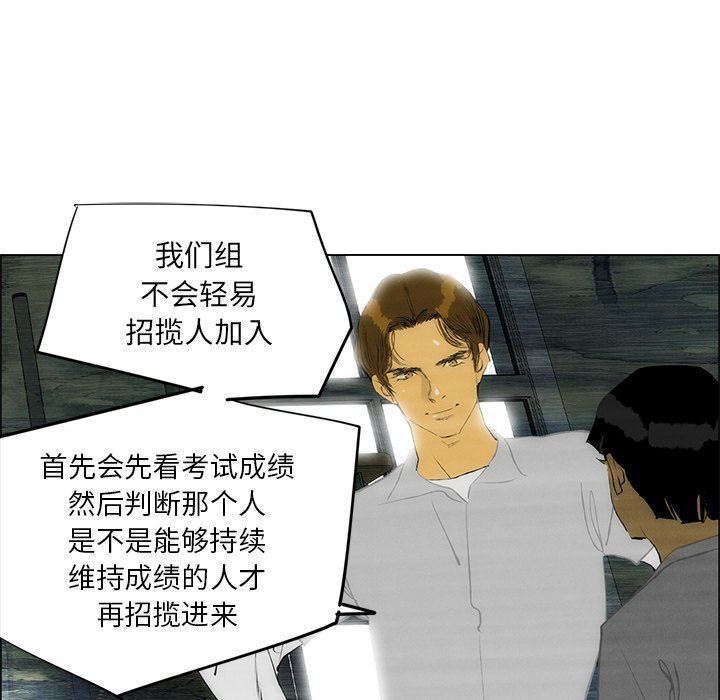 我们组
不会轻易
招揽人加入
首先会先看考试成绩
然后判断那个人
是不是能够持续
维持成绩的人才
再招揽进来